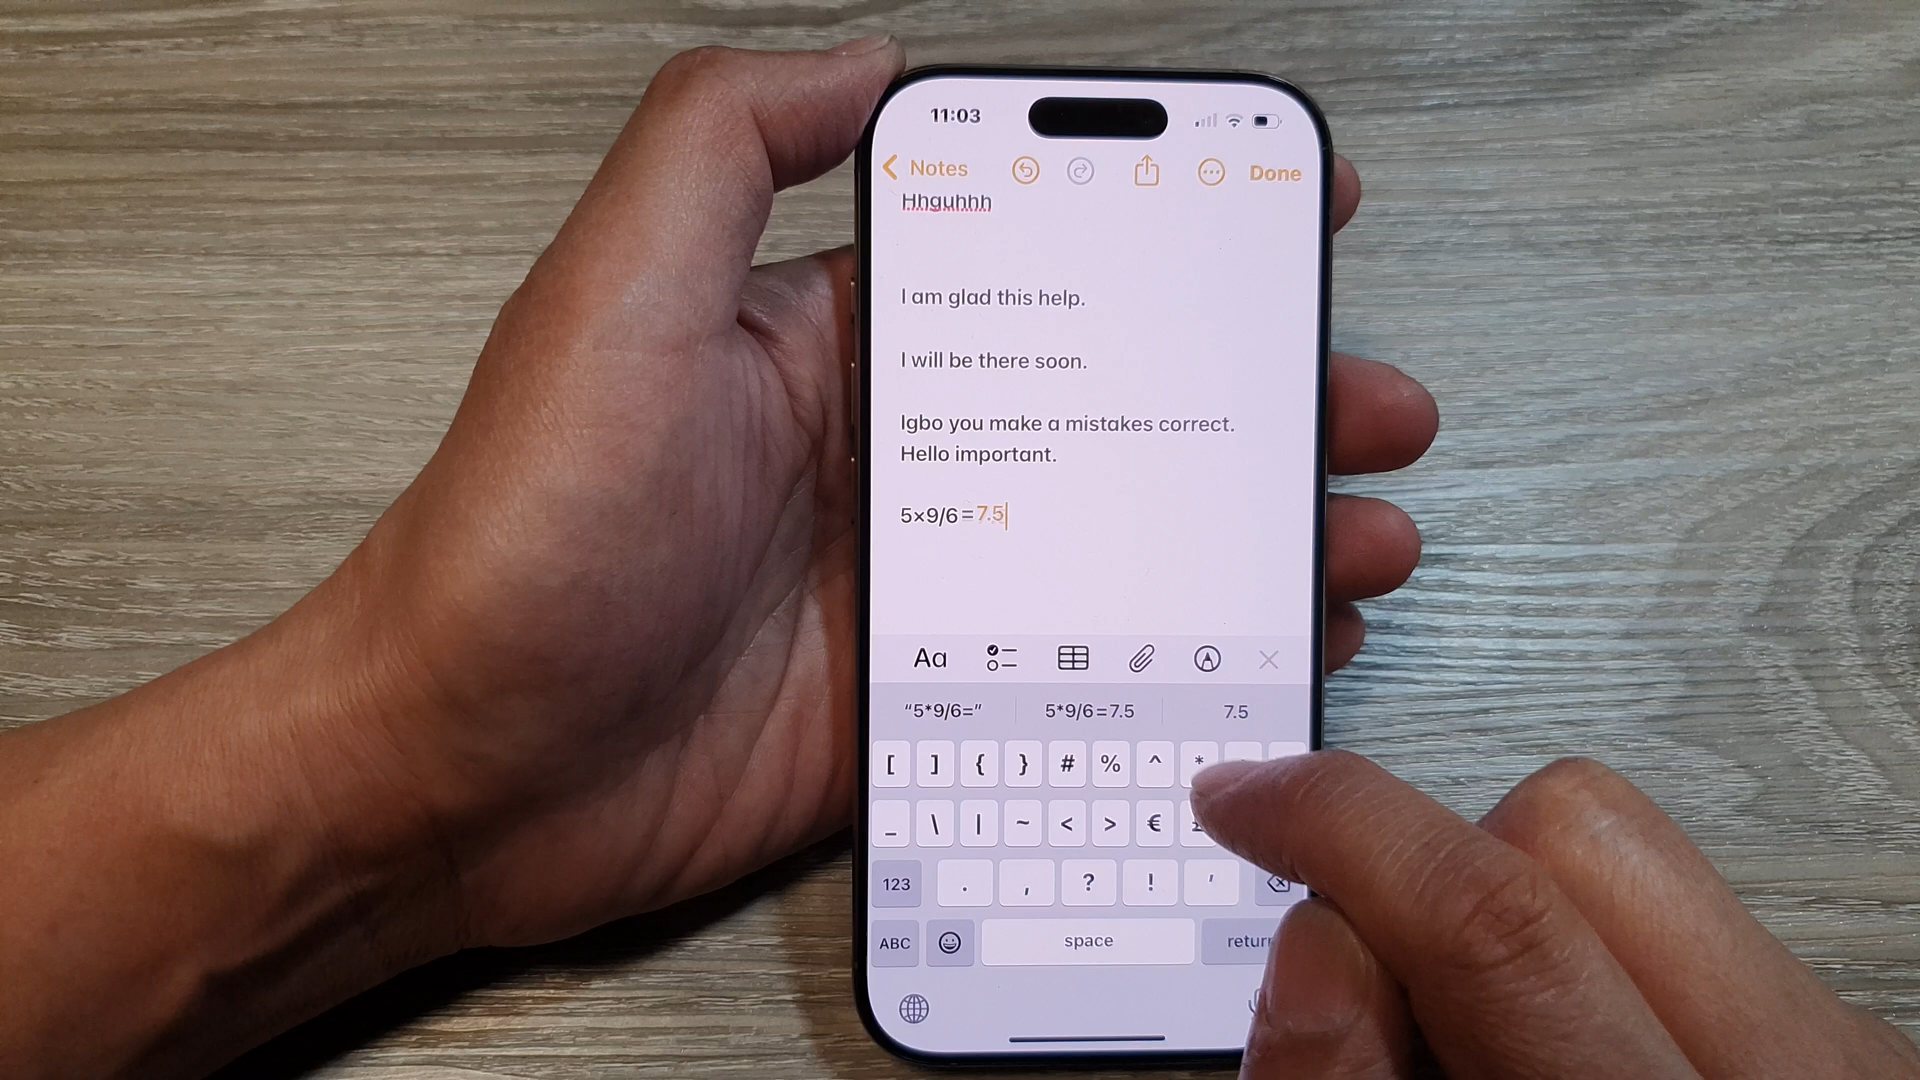 11:03
Notes
Done
Hhguhhh
I am glad this help.
I will be there soon.
Igbo you make a mistakes correct.
Hello important.
5×9/6=7.5
Aa
“5*9/6=” 5*9/6=7.5 7.5
[ ] { } # % ^ *
_ \ | ~ < > €
123 . , ? ! '
ABC space return